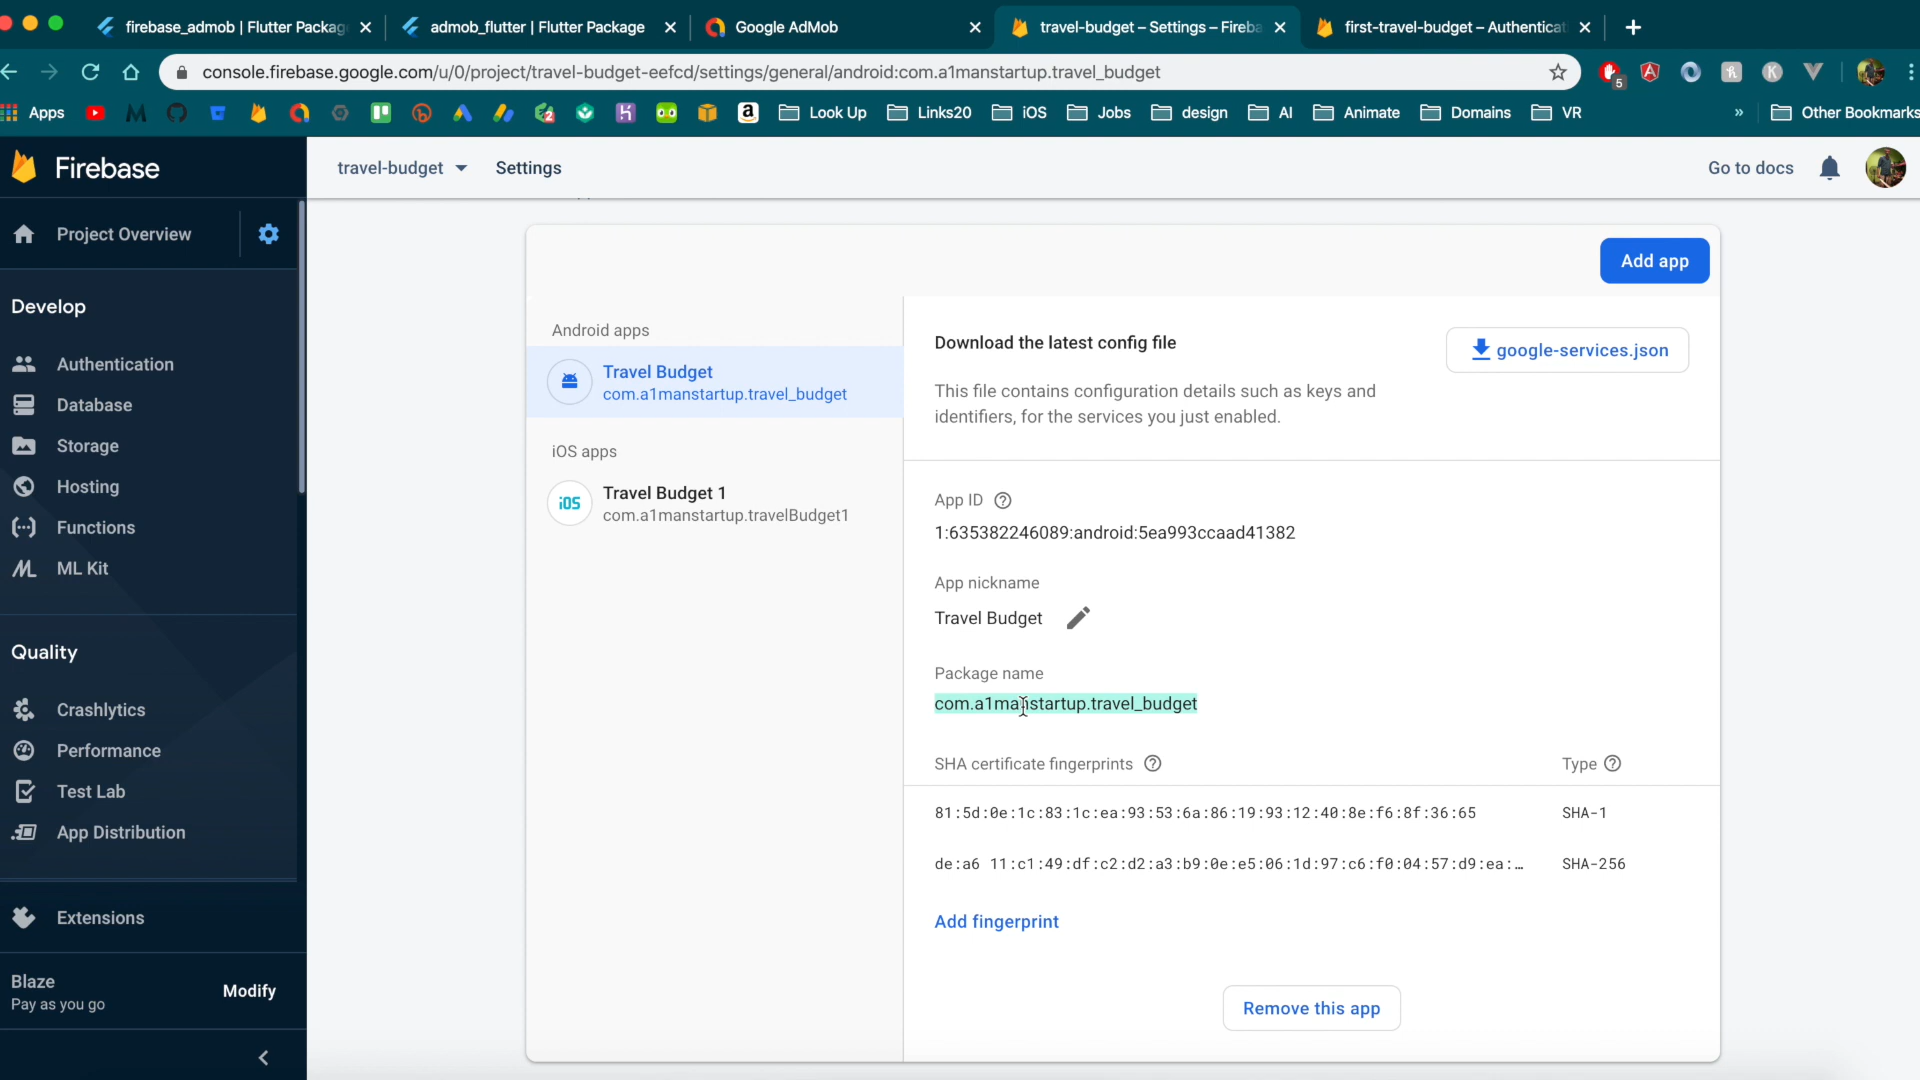 firebase_admob | Flutter Packag
admob_flutter | Flutter Package
Google AdMob
travel-budget – Settings – Fireba
first-travel-budget – Authenticat
console.firebase.google.com/u/0/project/travel-budget-eefcd/settings/general/android:com.a1manstartup.travel_budget
5
Apps
Look Up
Links20
iOS
Jobs
design
AI
Animate
Domains
VR
»
Other Bookmarks
Firebase
travel-budget
Settings
Go to docs
Project Overview
Develop
Authentication
Database
Storage
Hosting
Functions
ML Kit
Quality
Crashlytics
Performance
Test Lab
App Distribution
Extensions
Blaze
Pay as you go
Modify
Add app
Android apps
Travel Budget
com.a1manstartup.travel_budget
iOS apps
iOS
Travel Budget 1
com.a1manstartup.travelBudget1
Download the latest config file
google-services.json
This file contains configuration details such as keys and
identifiers, for the services you just enabled.
App ID
1:635382246089:android:5ea993ccaad41382
App nickname
Travel Budget
Package name
com.a1manstartup.travel_budget
SHA certificate fingerprints
Type
81:5d:0e:1c:83:1c:ea:93:53:6a:86:19:93:12:40:8e:f6:8f:36:65
SHA-1
de:a6 11:c1:49:df:c2:d2:a3:b9:0e:e5:06:1d:97:c6:f0:04:57:d9:ea:…
SHA-256
Add fingerprint
Remove this app